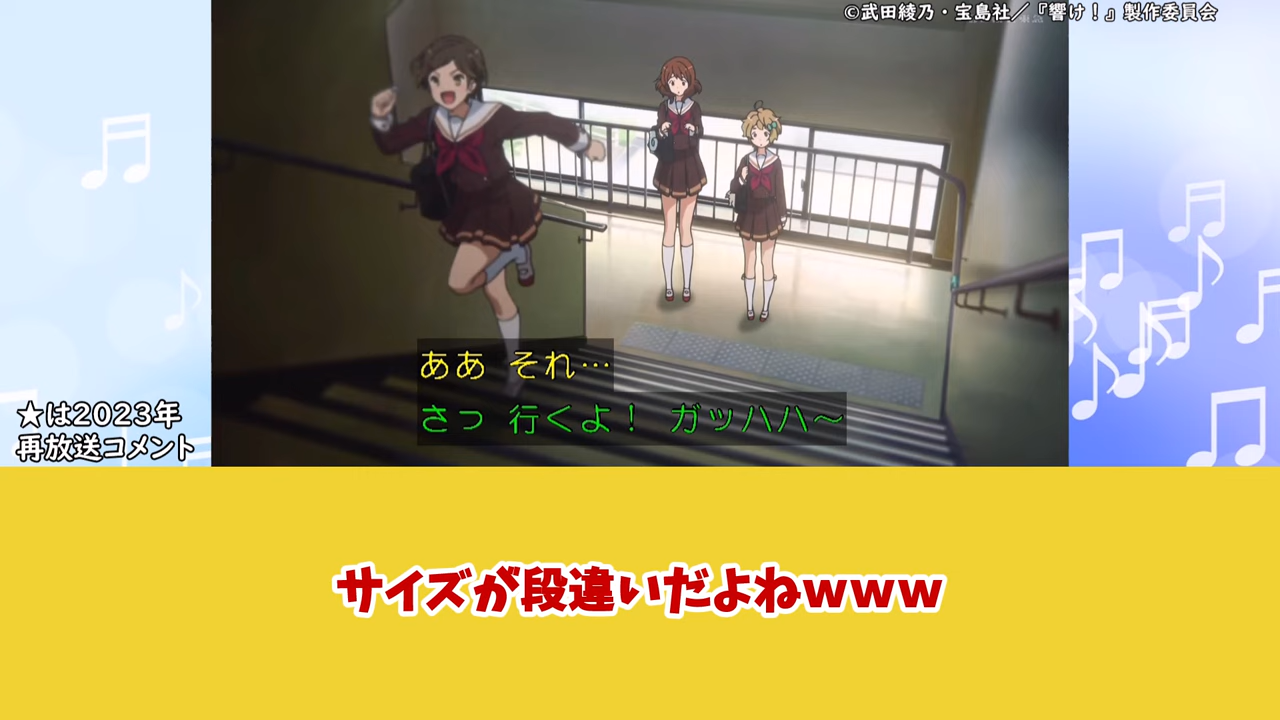 ©武田綾乃・宝島社／『響け！』製作委員会
ああ それ…
さっ 行くよ！ ガッハハ～
★は2023年
再放送コメント
サイズが段違いだよねwww